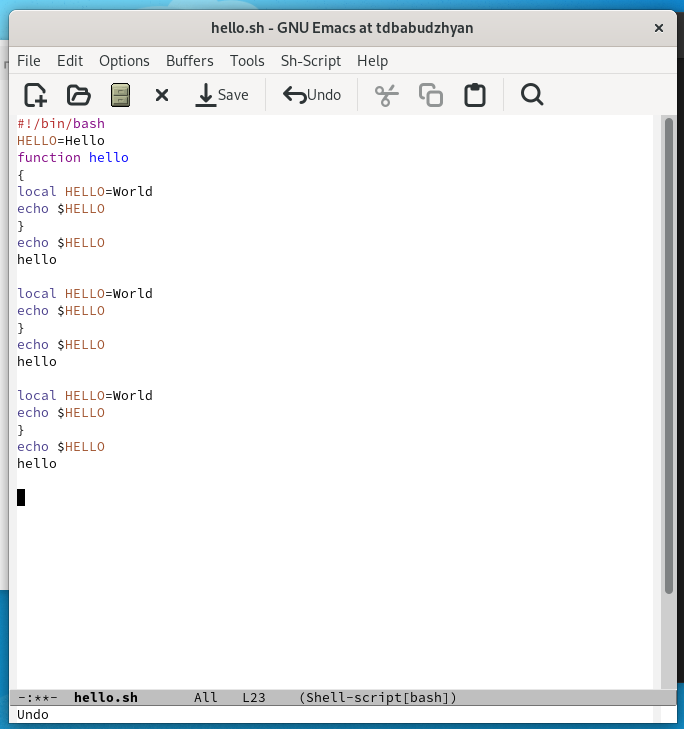 hello.sh - GNU Emacs at tdbabudzhyan
File Edit Options Buffers Tools Sh-Script Help
Save Undo
#!/bin/bash
HELLO=Hello
function hello
{
local HELLO=World
echo $HELLO
}
echo $HELLO
hello
local HELLO=World
echo $HELLO
}
echo $HELLO
hello
local HELLO=World
echo $HELLO
}
echo $HELLO
hello
-:**- hello.sh All L23 (Shell-script[bash])
Undo